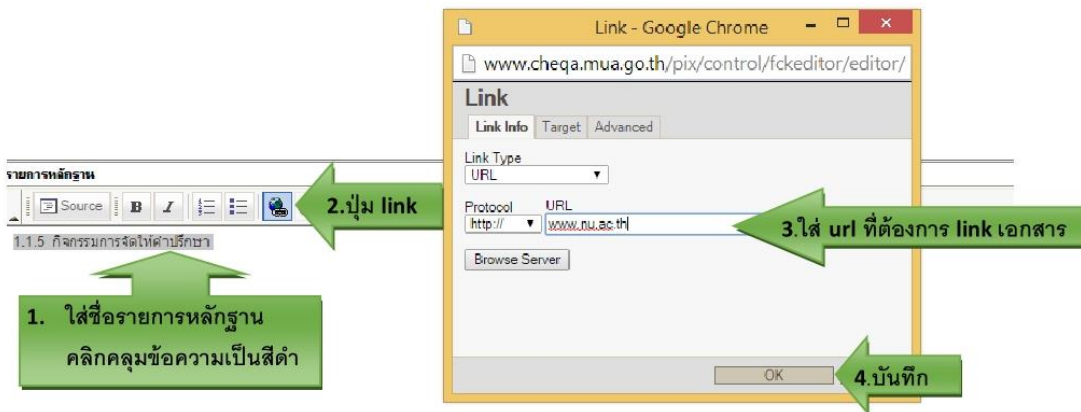 Link - Google Chrome
www.cheqa.mua.go.th/pix/control/fckeditor/editor/
Link
Link Info Target Advanced
Link Type
URL
Protocol URL
http:// www.nu.ac.th
Browse Server
OK
รายการหลักฐาน
Source B I
1.1.5 กิจกรรมการจัดให้คำปรึกษา
1. ใส่ชื่อรายการหลักฐาน
คลิกคลุมข้อความเป็นสีดำ
2.ปุ่ม link
3.ใส่ url ที่ต้องการ link เอกสาร
4.บันทึก